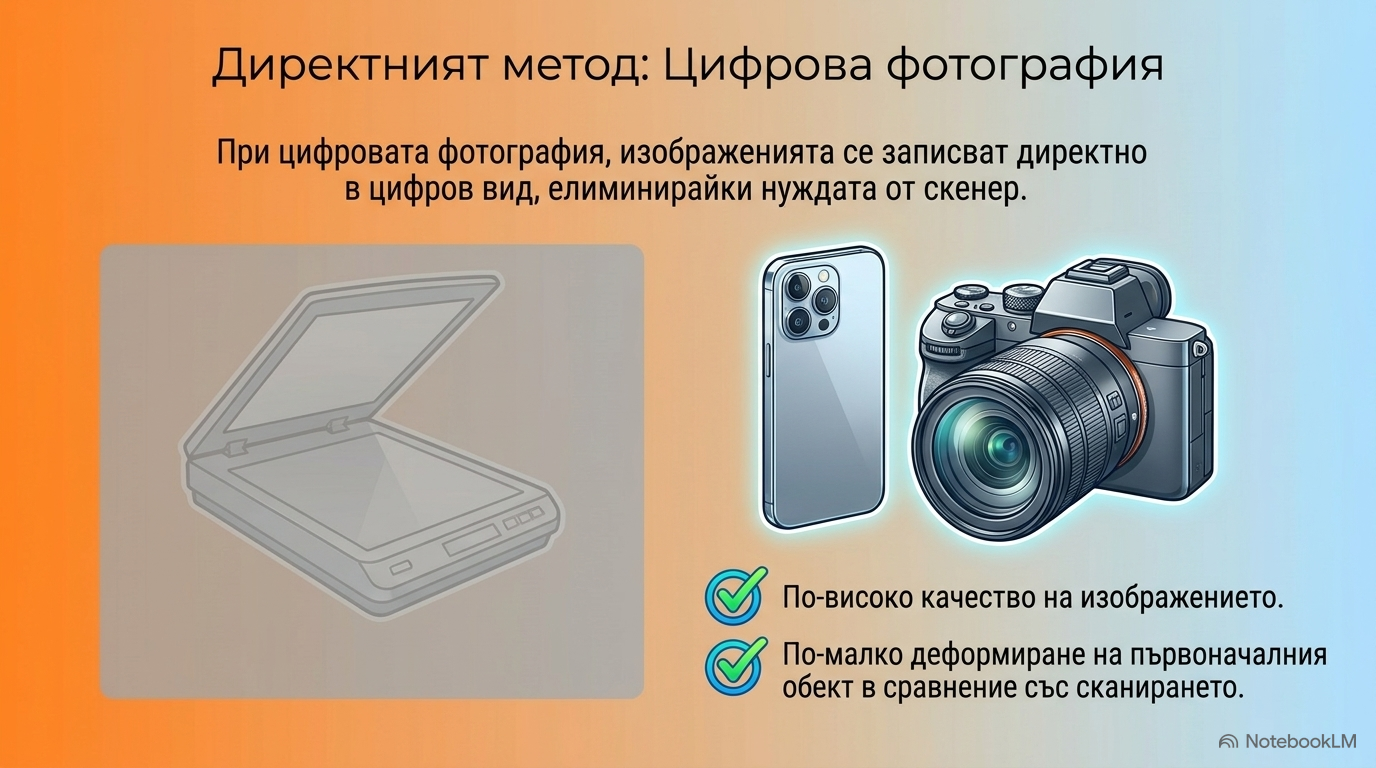 Директният метод: Цифрова фотография
При цифровата фотография, изображенията се записват директно
в цифров вид, елиминирайки нуждата от скенер.
По-високо качество на изображението.
По-малко деформиране на първоначалния
обект в сравнение със сканирането.
NotebookLM